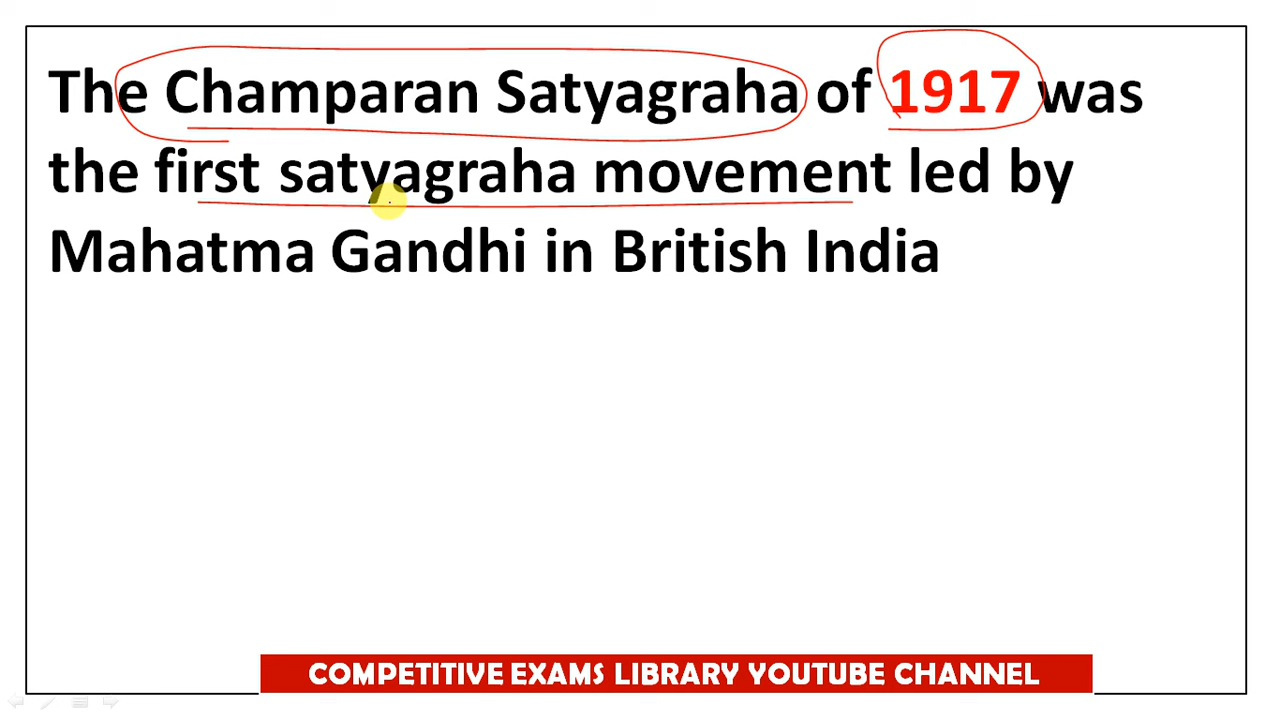 The Champaran Satyagraha of 1917 was
the first satyagraha movement led by
Mahatma Gandhi in British India
COMPETITIVE EXAMS LIBRARY YOUTUBE CHANNEL